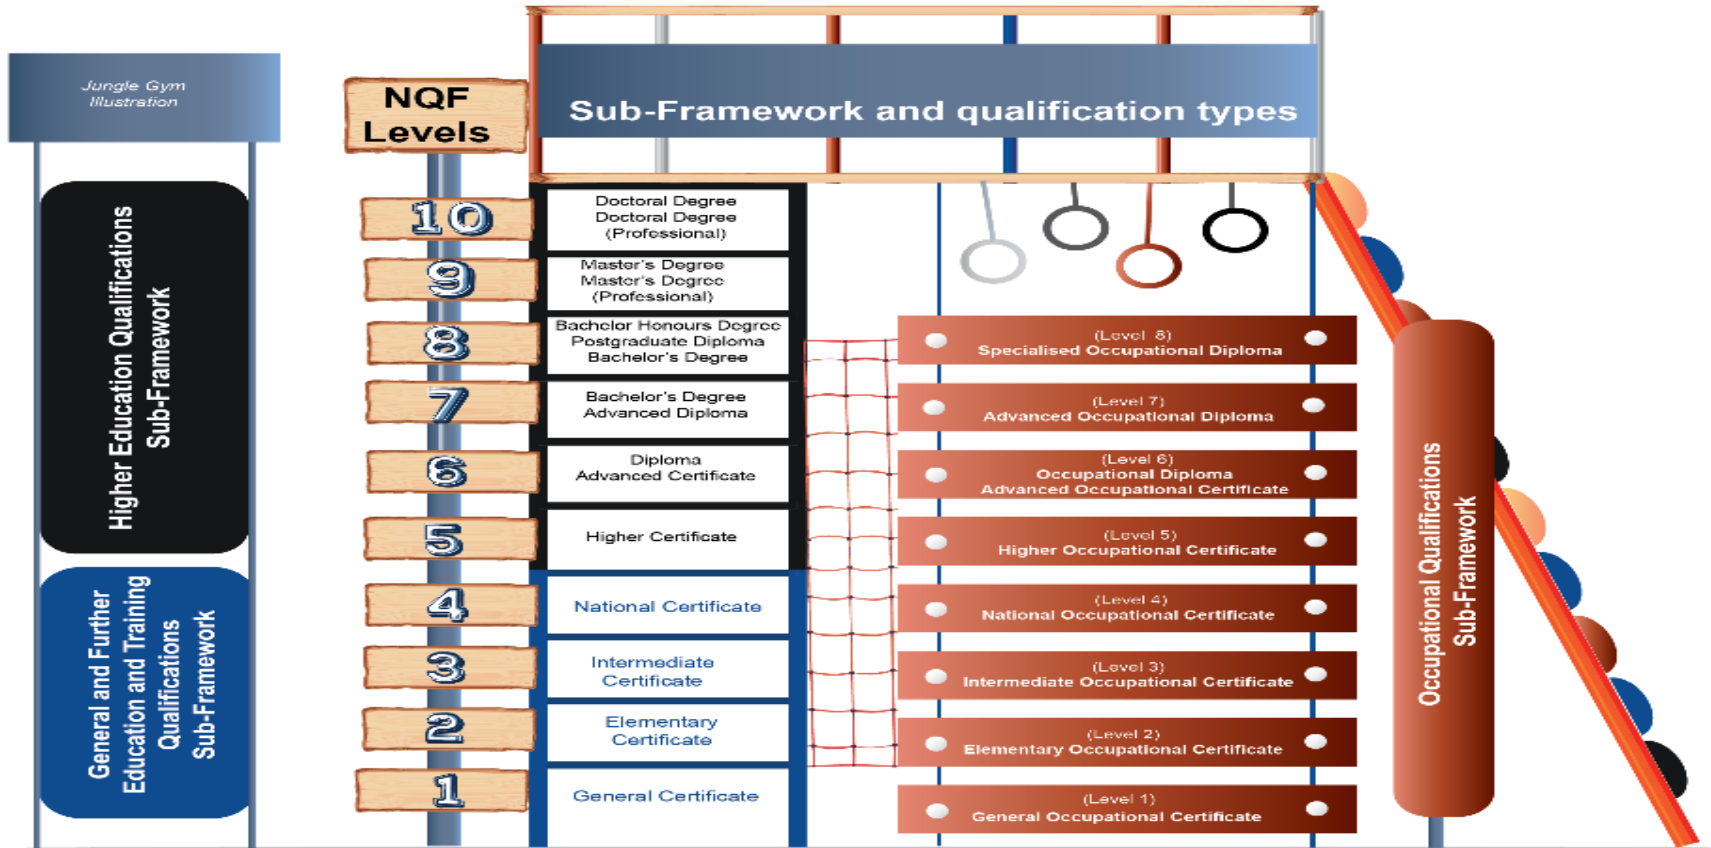 Jungle Gym
Illustration
Higher Education Qualifications
Sub-Framework
General and Further
Education and Training
Qualifications
Sub-Framework
NQF
Levels
Sub-Framework and qualification types
10
Doctoral Degree
Doctoral Degree
(Professional)
9
Master's Degree
Master's Degree
(Professional)
8
Bachelor Honours Degree
Postgraduate Diploma
Bachelor's Degree
(Level 8)
Specialised Occupational Diploma
7
Bachelor's Degree
Advanced Diploma
(Level 7)
Advanced Occupational Diploma
6
Diploma
Advanced Certificate
(Level 6)
Occupational Diploma
Advanced Occupational Certificate
5
Higher Certificate
(Level 5)
Higher Occupational Certificate
4
National Certificate
(Level 4)
National Occupational Certificate
3
Intermediate
Certificate
(Level 3)
Intermediate Occupational Certificate
2
Elementary
Certificate
(Level 2)
Elementary Occupational Certificate
1
General Certificate
(Level 1)
General Occupational Certificate
Occupational Qualifications
Sub-Framework